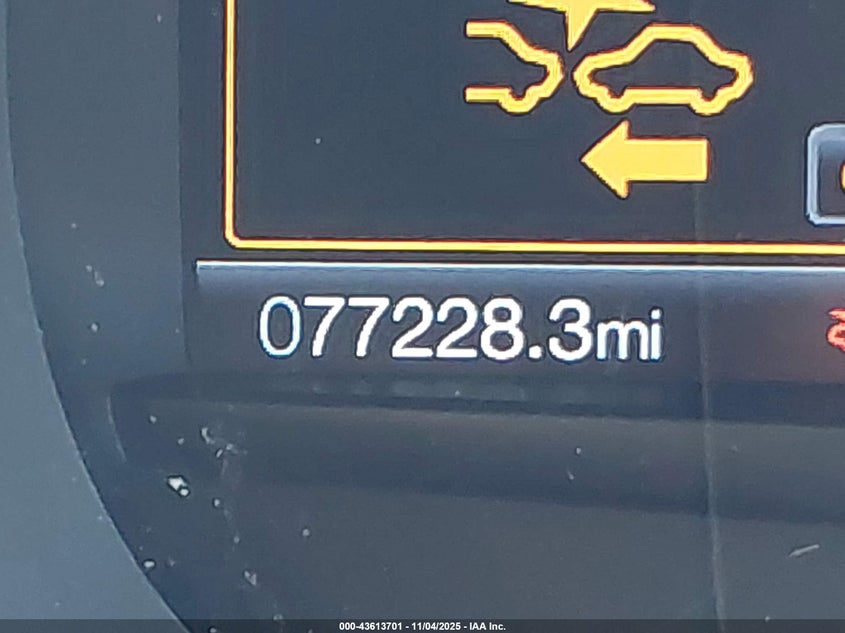 077228.3mi
000-43613701 - 11/04/2025 - IAA Inc.